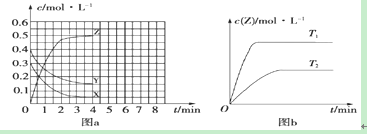 c/mol·L⁻¹
0.6
0.5
0.4
0.3
0.2
0.1
Z
Y
X
0 1 2 3 4 5 6 7 8 t/min
图a
c(Z)/mol·L⁻¹
T₁
T₂
O
t/min
图b